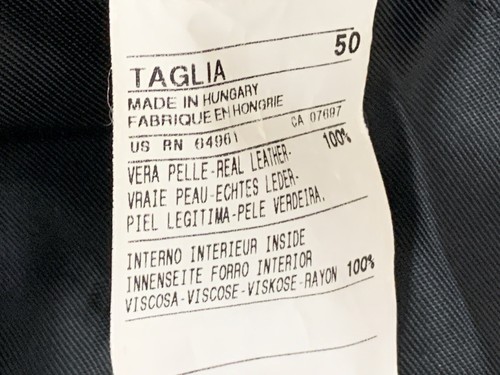 50
TAGLIA
MADE IN HUNGARY
FABRIQUE EN HONGRIE
US RN 64961 CA 07697
VERA PELLE-REAL LEATHER- 100%
VRAIE PEAU-ECHTES LEDER-
PIEL LEGITIMA-PELE VERDEIRA.
INTERNO INTERIEUR INSIDE
INNENSEITE FORRO INTERIOR
VISCOSA-VISCOSE-VISKOSE-RAYON 100%